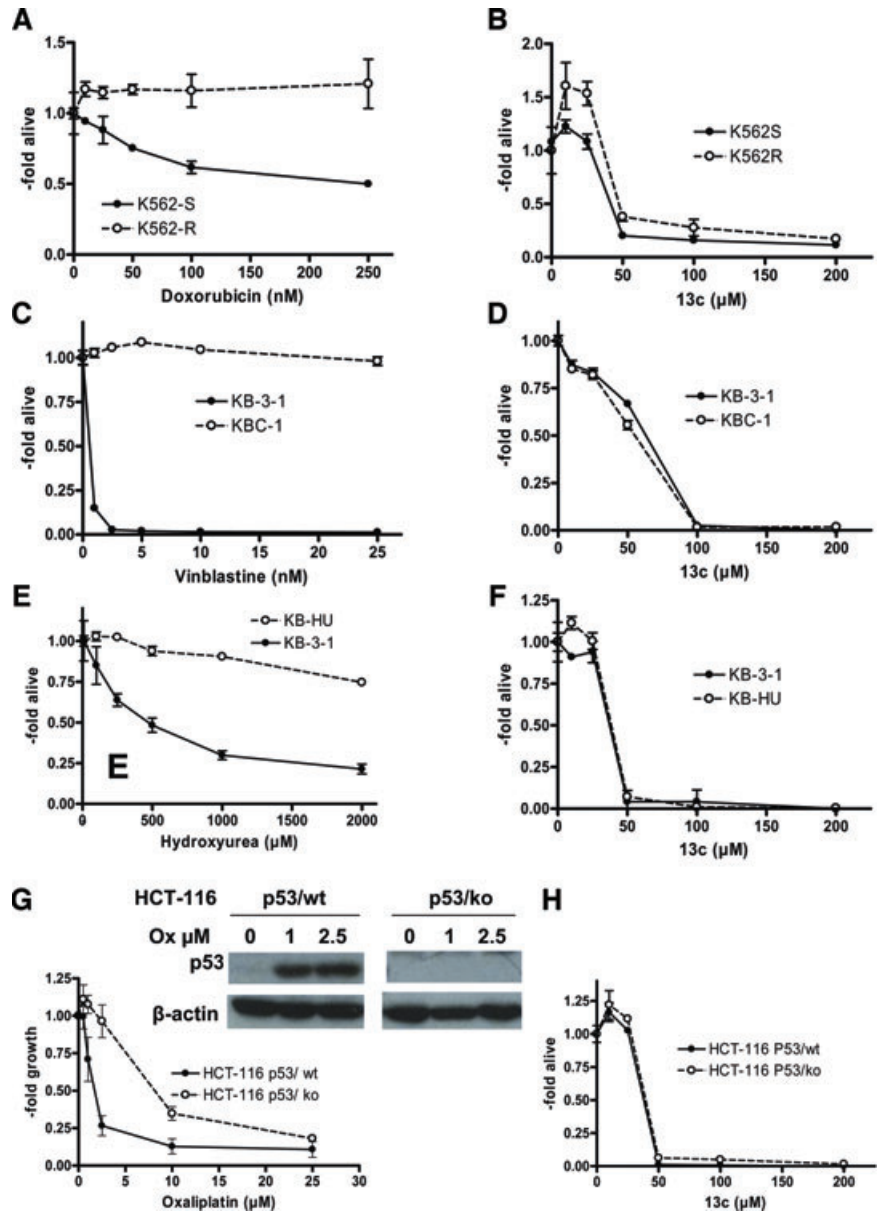 A
-fold alive
1.5
1.0
0.5
0.0
K562-S
K562-R
0 50 100 150 200 250
Doxorubicin (nM)
B
-fold alive
2.0
1.5
1.0
0.5
0.0
K562S
K562R
0 50 100 150 200
13c (µM)
C
-fold alive
1.00
0.75
0.50
0.25
0.00
KB-3-1
KBC-1
0 5 10 15 20 25
Vinblastine (nM)
D
-fold alive
1.00
0.75
0.50
0.25
0.00
KB-3-1
KBC-1
0 50 100 150 200
13c (µM)
E
-fold alive
1.25
1.00
0.75
0.50
0.25
0.00
KB-HU
KB-3-1
E
0 500 1000 1500 2000
Hydroxyurea (µM)
F
-fold alive
1.25
1.00
0.75
0.50
0.25
0.00
KB-3-1
KB-HU
0 50 100 150 200
13c (µM)
G
HCT-116 p53/wt p53/ko
Ox µM 0 1 2.5 0 1 2.5
p53
β-actin
-fold growth
1.25
1.00
0.75
0.50
0.25
0.00
HCT-116 p53/ wt
HCT-116 p53/ ko
0 5 10 15 20 25 30
Oxaliplatin (µM)
H
-fold alive
1.25
1.00
0.75
0.50
0.25
0.00
HCT-116 P53/wt
HCT-116 P53/ko
0 50 100 150 200
13c (µM)